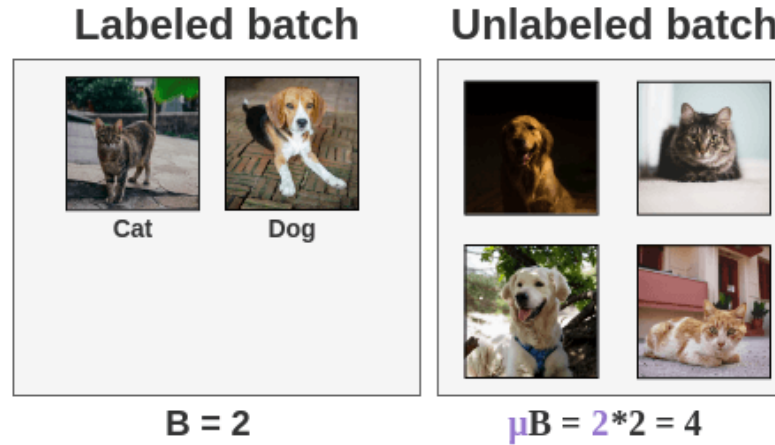 Labeled batch
Unlabeled batch
Cat
Dog
B = 2
μB = 2*2 = 4